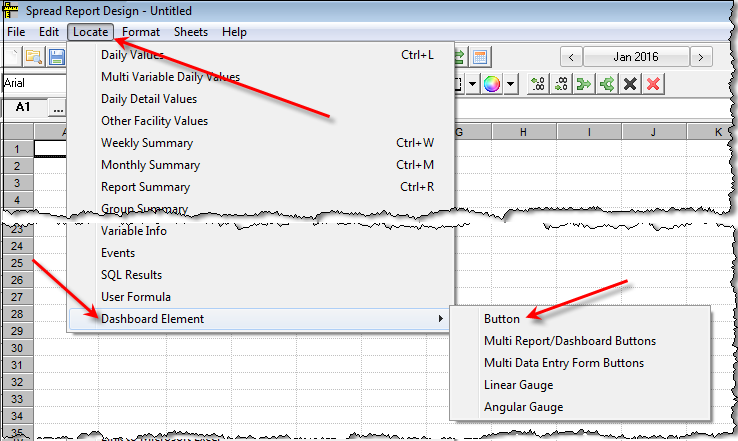 Spread Report Design - Untitled
File Edit Locate Format Sheets Help
Daily Values Ctrl+L
Jan 2016
Multi Variable Daily Values
Arial
Daily Detail Values
A1 ...
Other Facility Values
G H I J K
1 Weekly Summary Ctrl+W
2 Monthly Summary Ctrl+M
3 Report Summary Ctrl+R
4 Group Summary
23 Variable Info
24 Events
25 SQL Results
26
27 User Formula
28 Dashboard Element
Button
29
30 Multi Report/Dashboard Buttons
31 Multi Data Entry Form Buttons
32 Linear Gauge
33 Angular Gauge
34
35